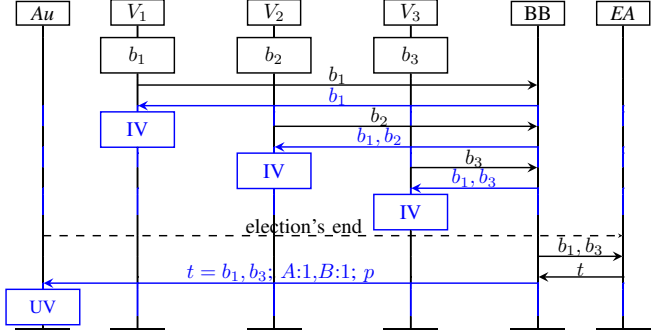 Au V₁ V₂ V₃ BB EA
b₁ b₂ b₃
b₁
b₁
IV
b₂
b₁, b₂
IV
b₃
b₁, b₃
IV
election's end
b₁, b₃
t
t = b₁, b₃; A:1,B:1; p
UV